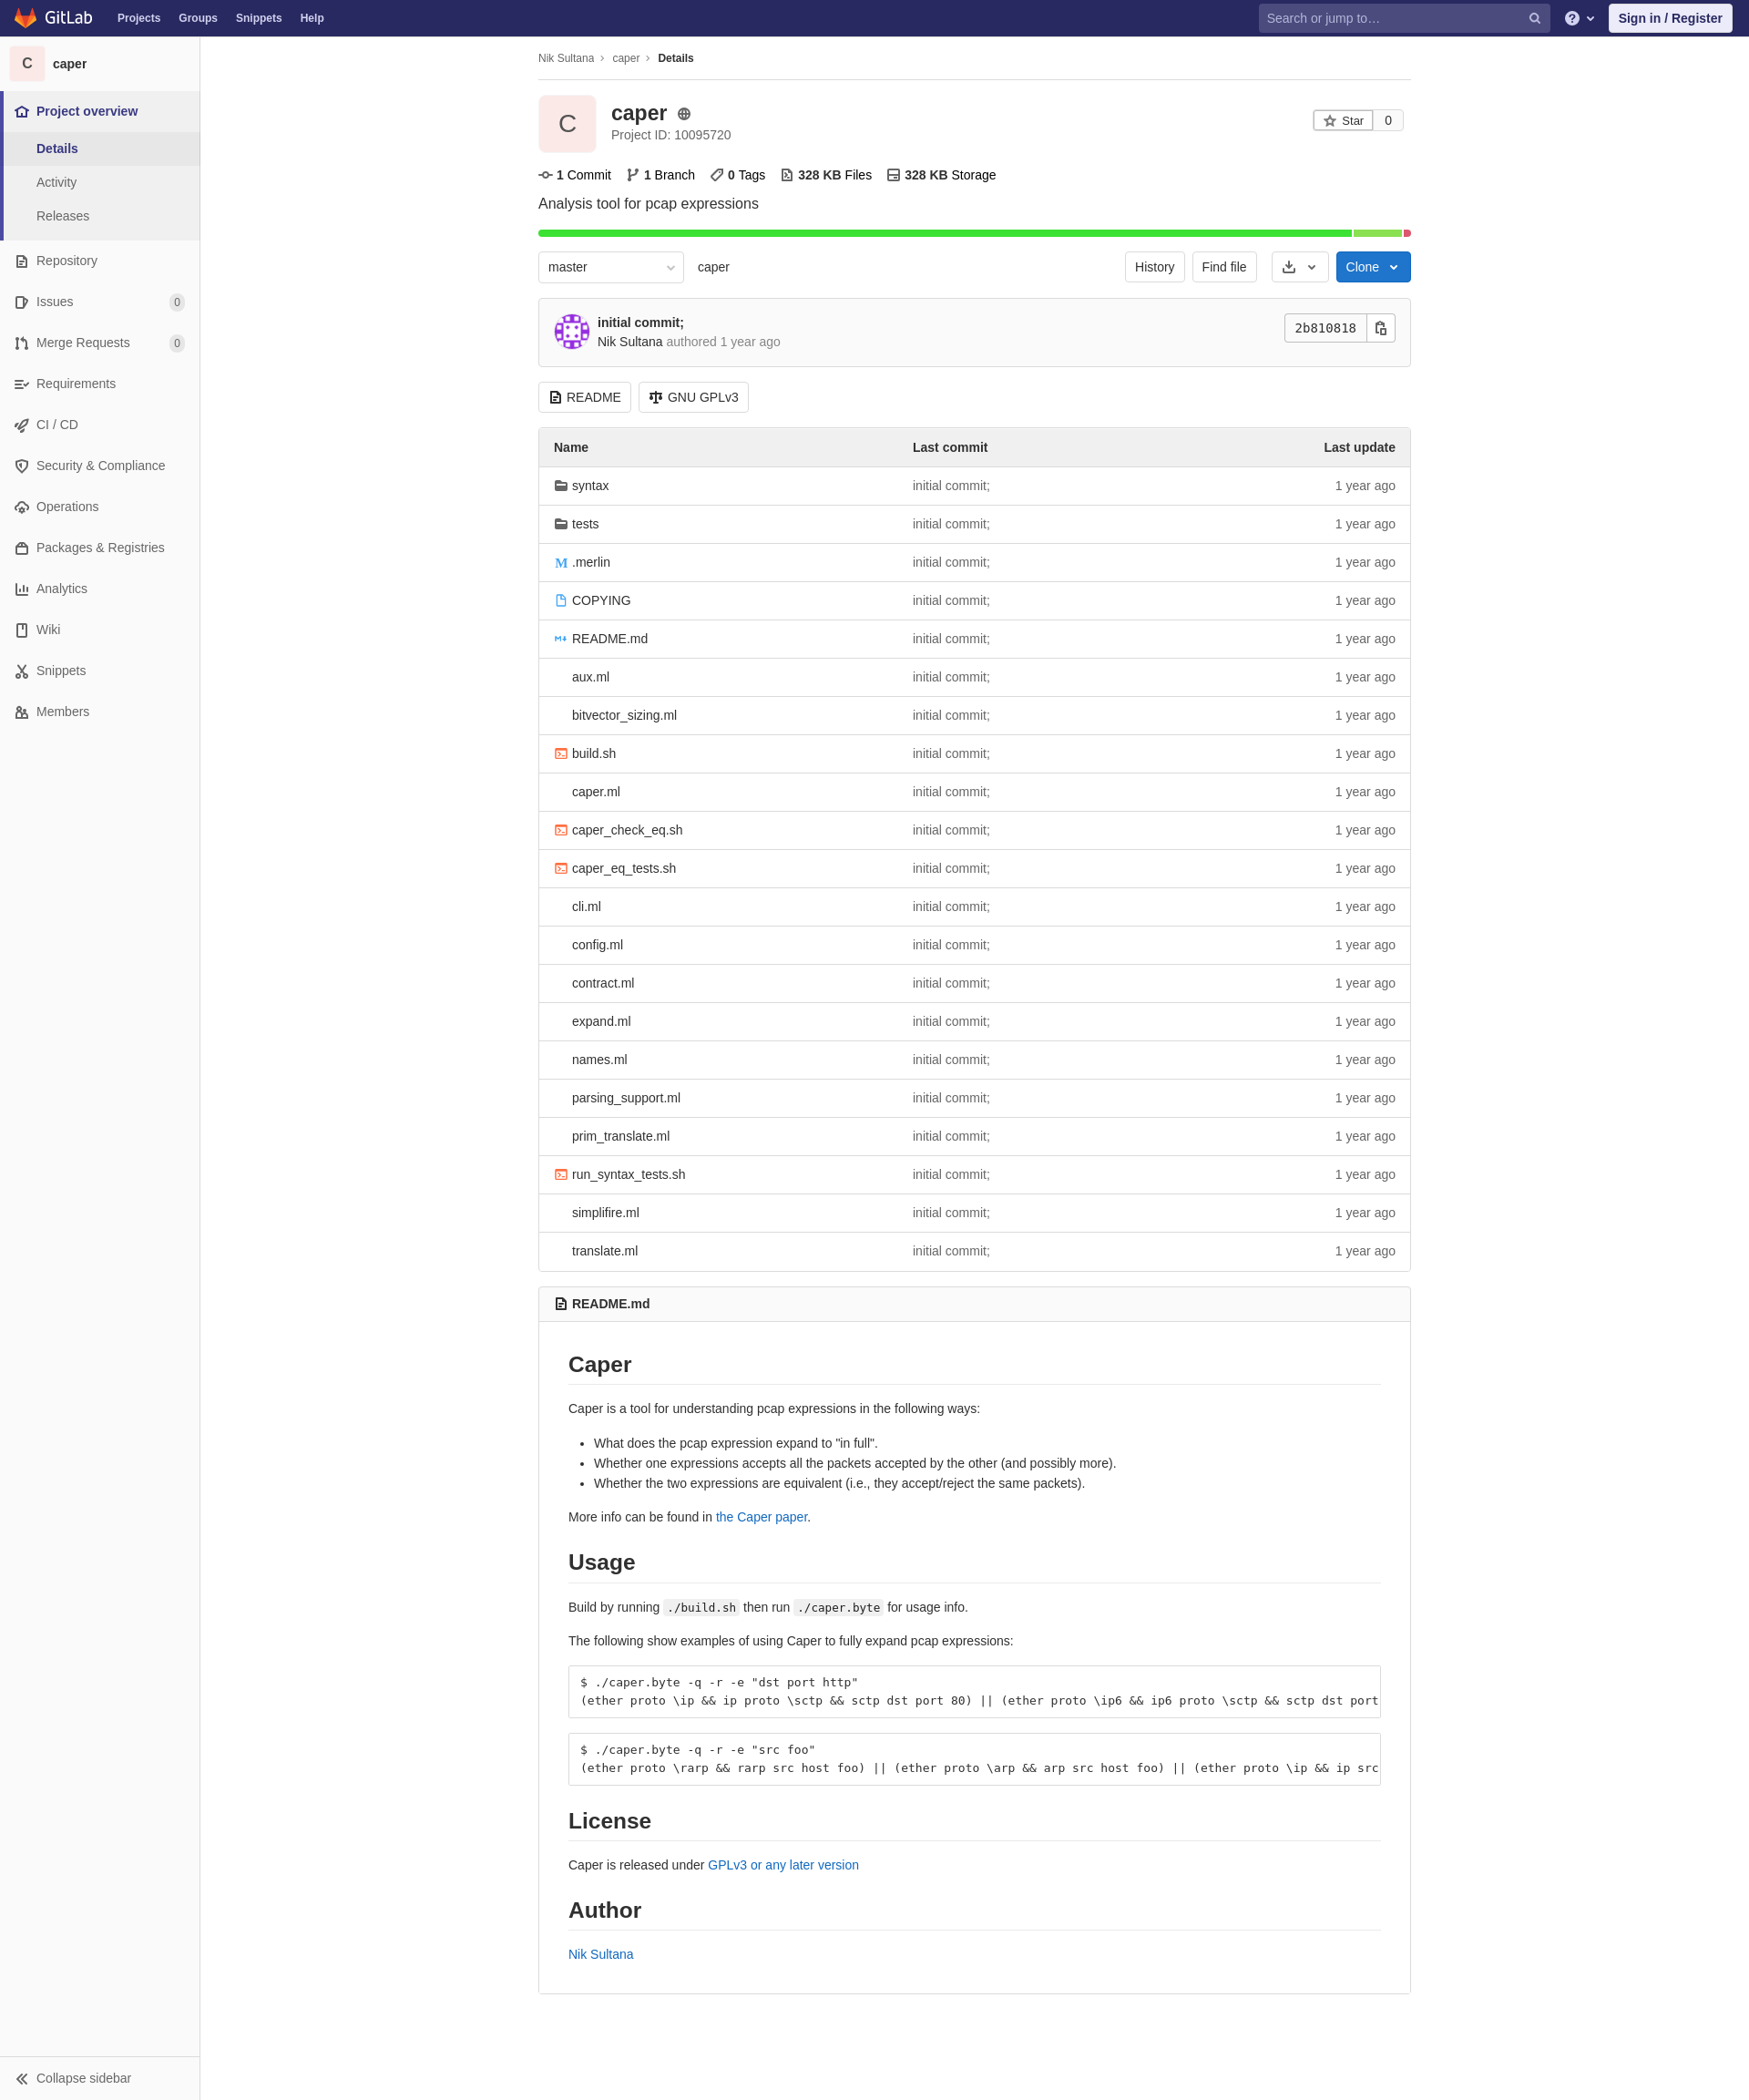 GitLab Projects Groups Snippets Help Search or jump to… Sign in / Register
C caper
Project overview
Details
Activity
Releases
Repository
Issues 0
Merge Requests 0
Requirements
CI / CD
Security & Compliance
Operations
Packages & Registries
Analytics
Wiki
Snippets
Members
Collapse sidebar
Nik Sultana › caper › Details
C
caper
Project ID: 10095720
Star 0
1 Commit 1 Branch 0 Tags 328 KB Files 328 KB Storage
Analysis tool for pcap expressions
master caper History Find file Clone
initial commit;
Nik Sultana authored 1 year ago
2b810818
README GNU GPLv3
Name Last commit Last update
syntax initial commit; 1 year ago
tests initial commit; 1 year ago
.merlin initial commit; 1 year ago
COPYING initial commit; 1 year ago
README.md initial commit; 1 year ago
aux.ml initial commit; 1 year ago
bitvector_sizing.ml initial commit; 1 year ago
build.sh initial commit; 1 year ago
caper.ml initial commit; 1 year ago
caper_check_eq.sh initial commit; 1 year ago
caper_eq_tests.sh initial commit; 1 year ago
cli.ml initial commit; 1 year ago
config.ml initial commit; 1 year ago
contract.ml initial commit; 1 year ago
expand.ml initial commit; 1 year ago
names.ml initial commit; 1 year ago
parsing_support.ml initial commit; 1 year ago
prim_translate.ml initial commit; 1 year ago
run_syntax_tests.sh initial commit; 1 year ago
simplifire.ml initial commit; 1 year ago
translate.ml initial commit; 1 year ago
README.md
Caper
Caper is a tool for understanding pcap expressions in the following ways:
• What does the pcap expression expand to "in full".
• Whether one expressions accepts all the packets accepted by the other (and possibly more).
• Whether the two expressions are equivalent (i.e., they accept/reject the same packets).
More info can be found in the Caper paper.
Usage
Build by running ./build.sh then run ./caper.byte for usage info.
The following show examples of using Caper to fully expand pcap expressions:
$ ./caper.byte -q -r -e "dst port http"
(ether proto \ip && ip proto \sctp && sctp dst port 80) || (ether proto \ip6 && ip6 proto \sctp && sctp dst port
$ ./caper.byte -q -r -e "src foo"
(ether proto \rarp && rarp src host foo) || (ether proto \arp && arp src host foo) || (ether proto \ip && ip src
License
Caper is released under GPLv3 or any later version
Author
Nik Sultana